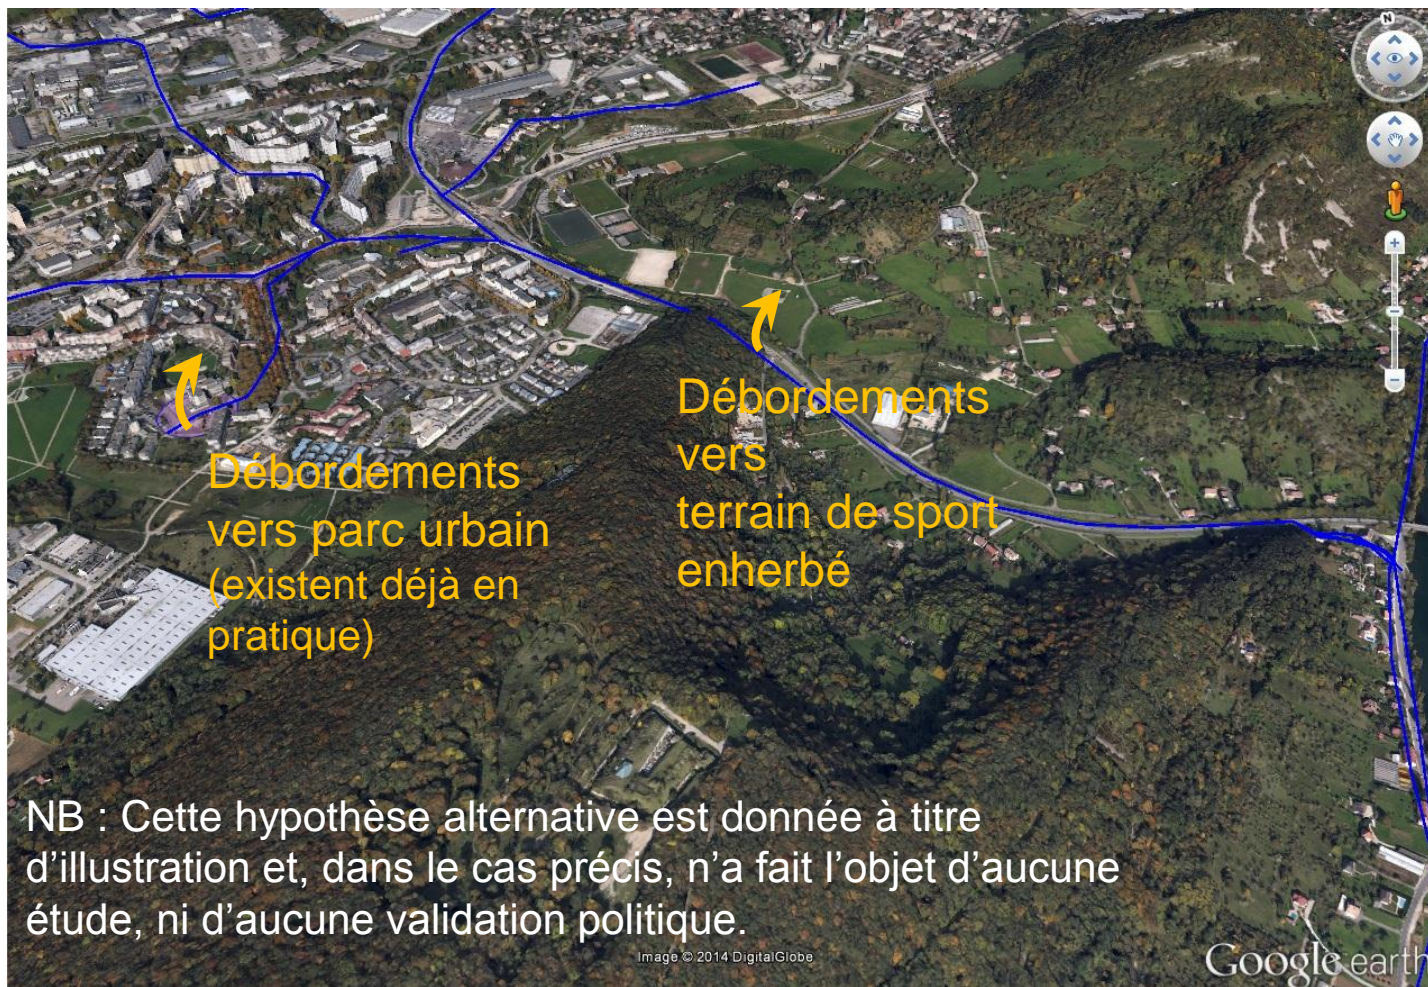 N
Débordements
vers
terrain de sport
enherbé
Débordements
vers parc urbain
(existent déjà en
pratique)
NB : Cette hypothèse alternative est donnée à titre
d’illustration et, dans le cas précis, n’a fait l’objet d’aucune
étude, ni d’aucune validation politique.
Image © 2014 DigitalGlobe
Google earth